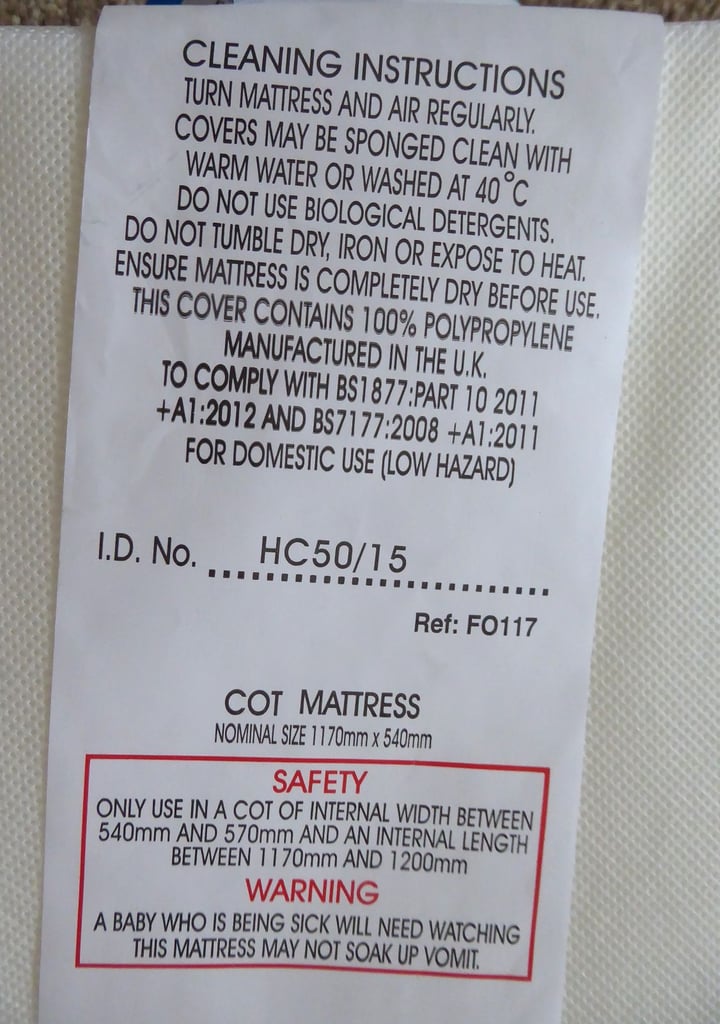 CLEANING INSTRUCTIONS
TURN MATTRESS AND AIR REGULARLY.
COVERS MAY BE SPONGED CLEAN WITH
WARM WATER OR WASHED AT 40°C
DO NOT USE BIOLOGICAL DETERGENTS.
DO NOT TUMBLE DRY, IRON OR EXPOSE TO HEAT.
ENSURE MATTRESS IS COMPLETELY DRY BEFORE USE.
THIS COVER CONTAINS 100% POLYPROPYLENE
MANUFACTURED IN THE U.K.
TO COMPLY WITH BS1877:PART 10 2011
+A1:2012 AND BS7177:2008 +A1:2011
FOR DOMESTIC USE (LOW HAZARD)
I.D. No. HC50/15
Ref: FO117
COT MATTRESS
NOMINAL SIZE 1170mm x 540mm
SAFETY
ONLY USE IN A COT OF INTERNAL WIDTH BETWEEN
540mm AND 570mm AND AN INTERNAL LENGTH
BETWEEN 1170mm AND 1200mm
WARNING
A BABY WHO IS BEING SICK WILL NEED WATCHING
THIS MATTRESS MAY NOT SOAK UP VOMIT.